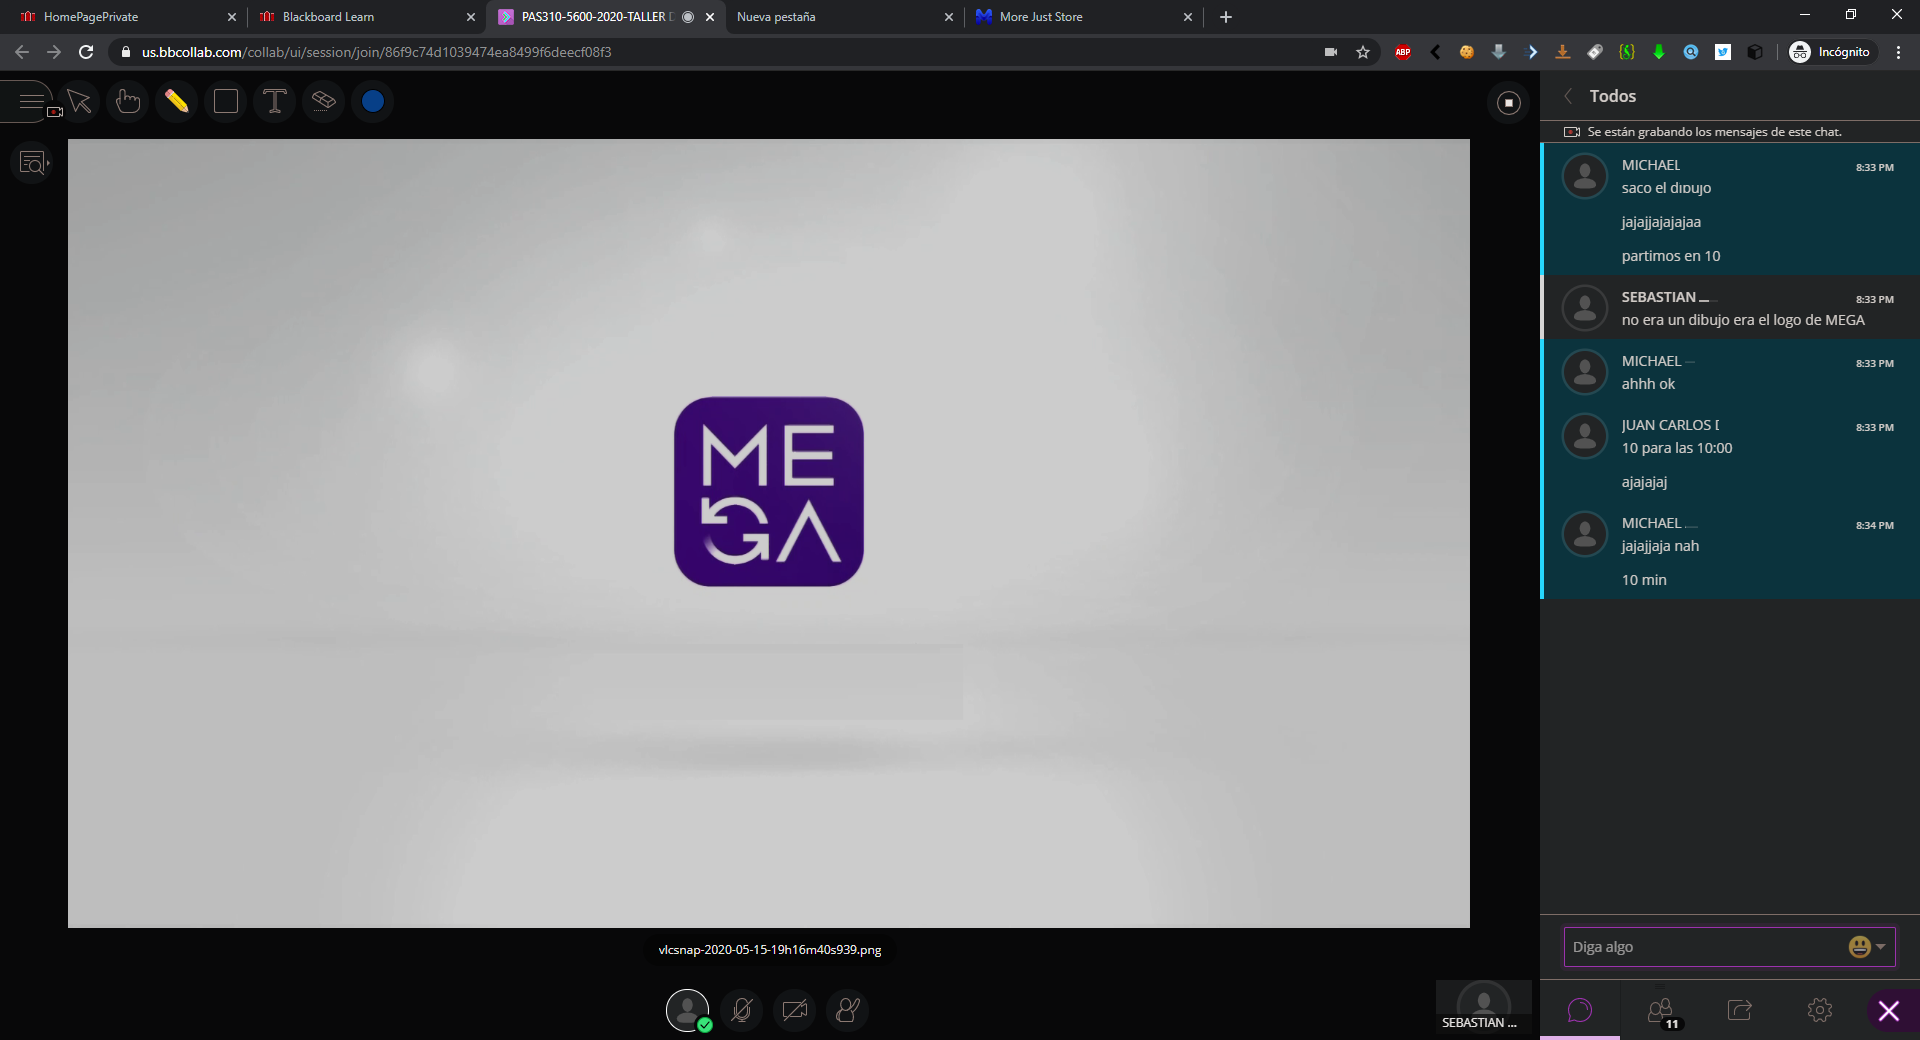 HomePagePrivate
Blackboard Learn
PAS310-5600-2020-TALLER D
Nueva pestaña
More Just Store
us.bbcollab.com/collab/ui/session/join/86f9c74d1039474ea8499f6deecf08f3
ABP
Incógnito
Todos
Se están grabando los mensajes de este chat.
MICHAEL
8:33 PM
saco el dibujo
jajajjajajajaa
partimos en 10
SEBASTIAN
8:33 PM
no era un dibujo era el logo de MEGA
MICHAEL
8:33 PM
ahhh ok
JUAN CARLOS
8:33 PM
10 para las 10:00
ajajajaj
MICHAEL
8:34 PM
jajajjaja nah
10 min
ME
GA
vlcsnap-2020-05-15-19h16m40s939.png
Diga algo
SEBASTIAN ...
11